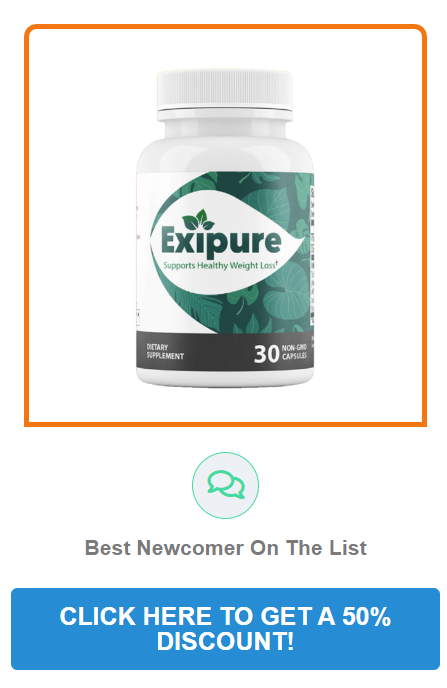 Exipure
Supports Healthy Weight Loss†
DIETARY
SUPPLEMENT
30 NON-GMO
CAPSULES
Best Newcomer On The List
CLICK HERE TO GET A 50%
DISCOUNT!